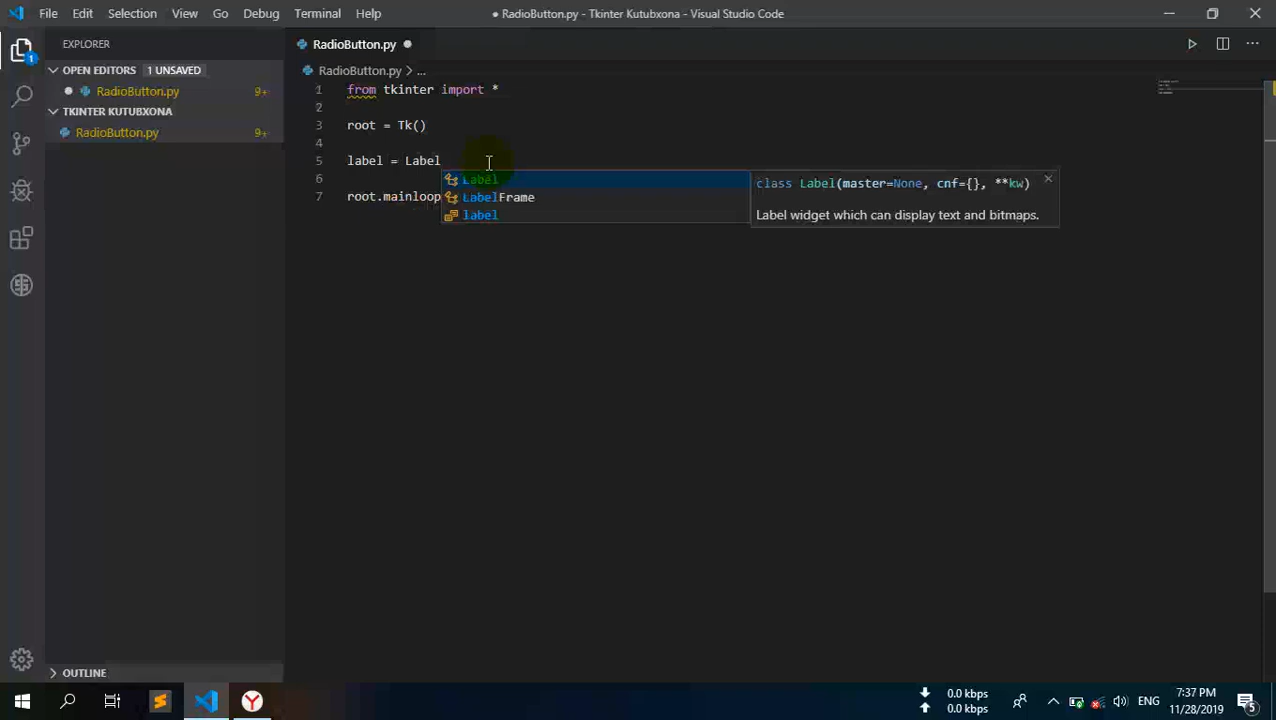 File Edit Selection View Go Debug Terminal Help
● RadioButton.py - Tkinter Kutubxona - Visual Studio Code
EXPLORER
RadioButton.py
OPEN EDITORS 1 UNSAVED
RadioButton.py > ...
RadioButton.py 9+
TKINTER KUTUBXONA
RadioButton.py 9+
1 from tkinter import *
2
3 root = Tk()
4
5 label = Label
6
7 root.mainloop
Label
LabelFrame
label
class Label(master=None, cnf={}, **kw)
Label widget which can display text and bitmaps.
1
OUTLINE
0.0 kbps
0.0 kbps
ENG
7:37 PM
11/28/2019
5